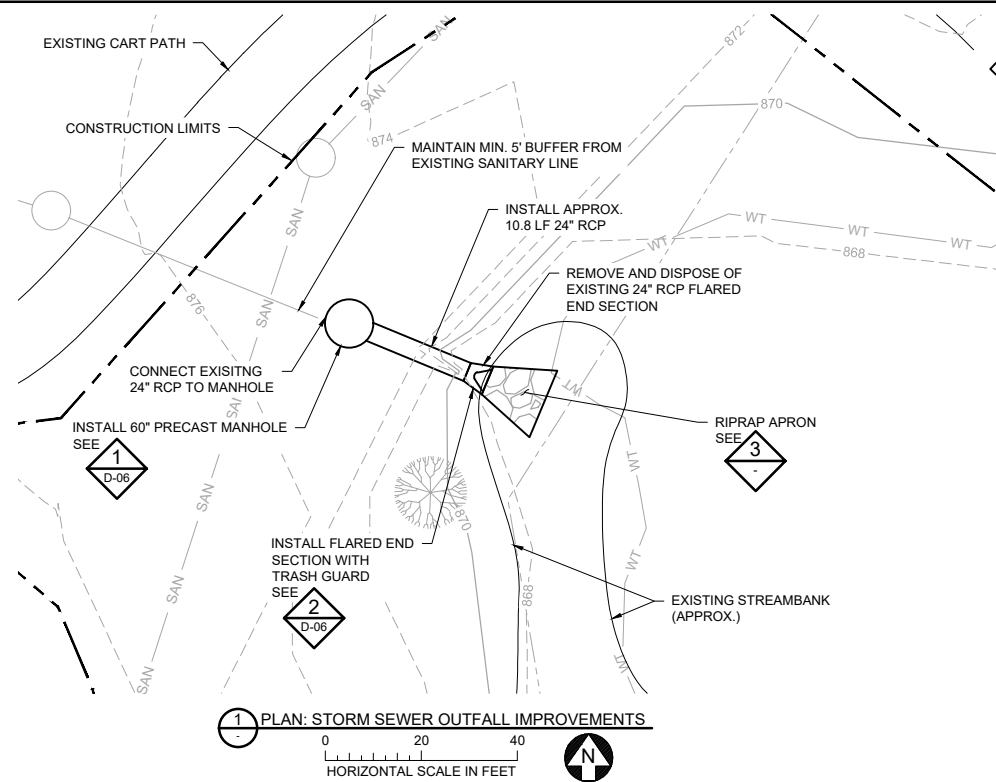 EXISTING CART PATH
CONSTRUCTION LIMITS
SAN
SAN
874
872
870
MAINTAIN MIN. 5' BUFFER FROM
EXISTING SANITARY LINE
INSTALL APPROX.
10.8 LF 24" RCP
SAN
WT
WT
WT
WT
868
REMOVE AND DISPOSE OF
EXISTING 24" RCP FLARED
END SECTION
876
SAN
CONNECT EXISITNG
24" RCP TO MANHOLE
WT
SAN
INSTALL 60" PRECAST MANHOLE
SEE
1
D-06
RIPRAP APRON
SEE
3
-
WT
SAN
870
WT
INSTALL FLARED END
SECTION WITH
TRASH GUARD
SEE
2
D-06
SAN
868
EXISTING STREAMBANK
(APPROX.)
WT
SAN
1
-
PLAN: STORM SEWER OUTFALL IMPROVEMENTS
0 20 40
HORIZONTAL SCALE IN FEET
N